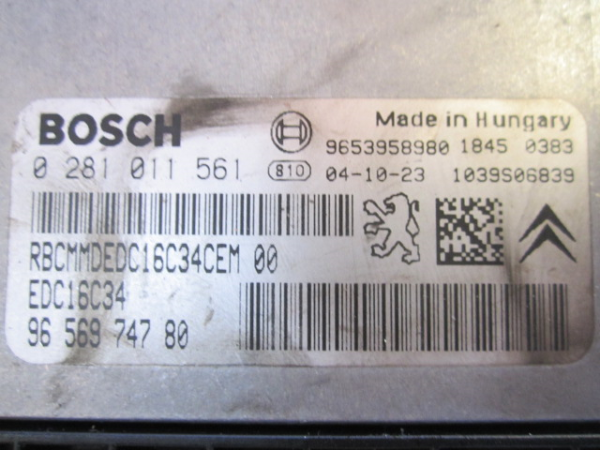 BOSCH
Made in Hungary
9653958980 1845 0383
0 281 011 561 810 04-10-23 1039S06839
RBCMMDEDC16C34CEM 00
EDC16C34
96 569 747 80